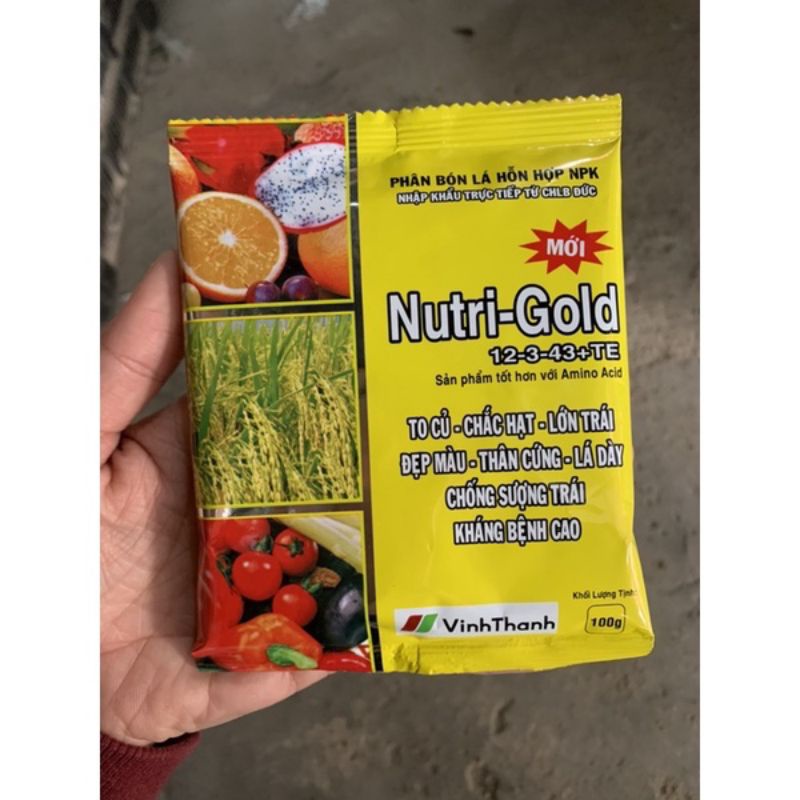 PHÂN BÓN LÁ HỖN HỢP NPK
NHẬP KHẨU TRỰC TIẾP TỪ CHLB ĐỨC
MỚI
Nutri-Gold
12-3-43+TE
Sản phẩm tốt hơn với Amino Acid
TO CỦ - CHẮC HẠT - LỚN TRÁI
ĐẸP MÀU - THÂN CỨNG - LÁ DÀY
CHỐNG SƯỢNG TRÁI
KHÁNG BỆNH CAO
Khối Lượng Tịnh:
VinhThanh
100g